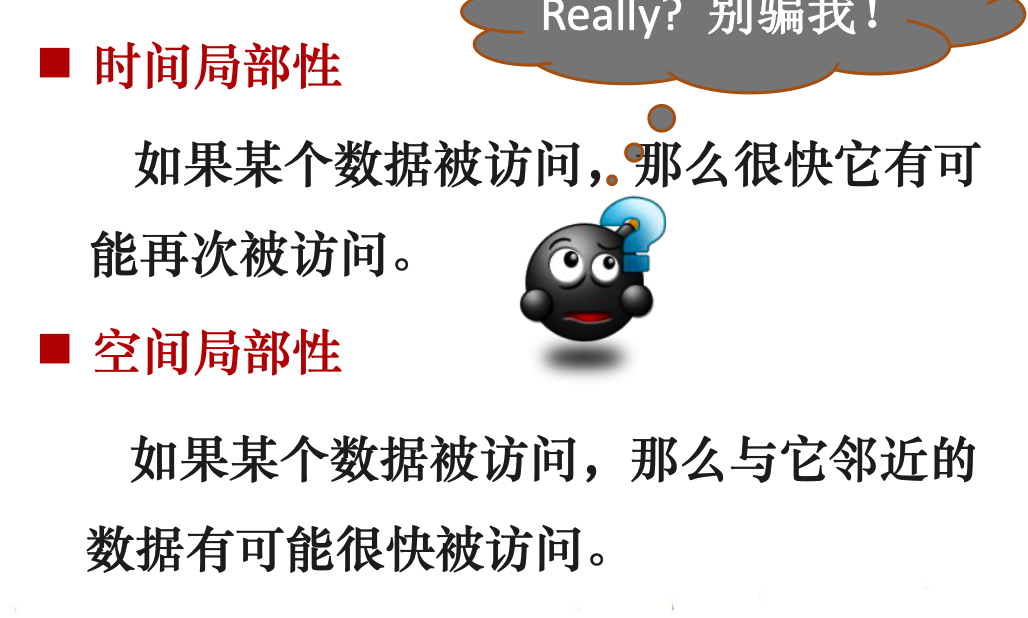 Really? 别骗我！
■ 时间局部性
如果某个数据被访问，那么很快它有可
能再次被访问。
■ 空间局部性
如果某个数据被访问，那么与它邻近的
数据有可能很快被访问。